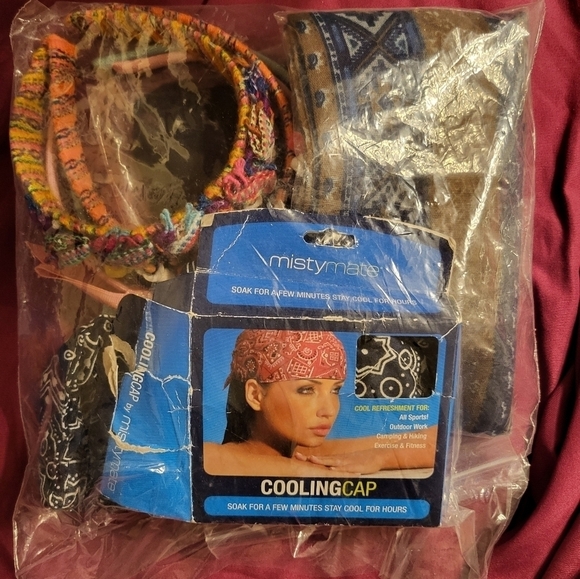 mistymate
SOAK FOR A FEW MINUTES STAY COOL FOR HOURS
COOL REFRESHMENT FOR:
All Sports!
Outdoor Work
Camping & Hiking
Exercise & Fitness
COOLINGCAP
SOAK FOR A FEW MINUTES STAY COOL FOR HOURS
COOLINGCAP by mistymate